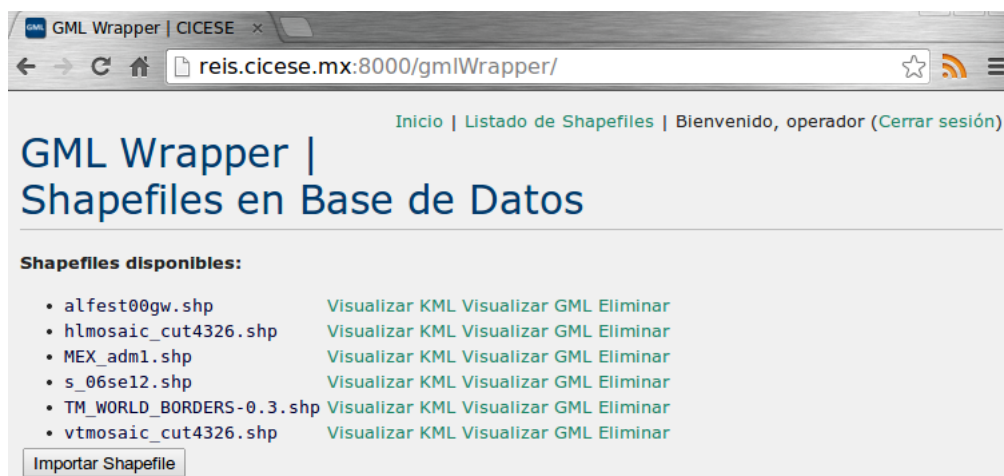 GML GML Wrapper | CICESE ×
reis.cicese.mx:8000/gmlWrapper/
Inicio | Listado de Shapefiles | Bienvenido, operador (Cerrar sesión)
GML Wrapper |
Shapefiles en Base de Datos
Shapefiles disponibles:
• alfest00gw.shp Visualizar KML Visualizar GML Eliminar
• hlmosaic_cut4326.shp Visualizar KML Visualizar GML Eliminar
• MEX_adm1.shp Visualizar KML Visualizar GML Eliminar
• s_06se12.shp Visualizar KML Visualizar GML Eliminar
• TM_WORLD_BORDERS-0.3.shp Visualizar KML Visualizar GML Eliminar
• vtmosaic_cut4326.shp Visualizar KML Visualizar GML Eliminar
Importar Shapefile